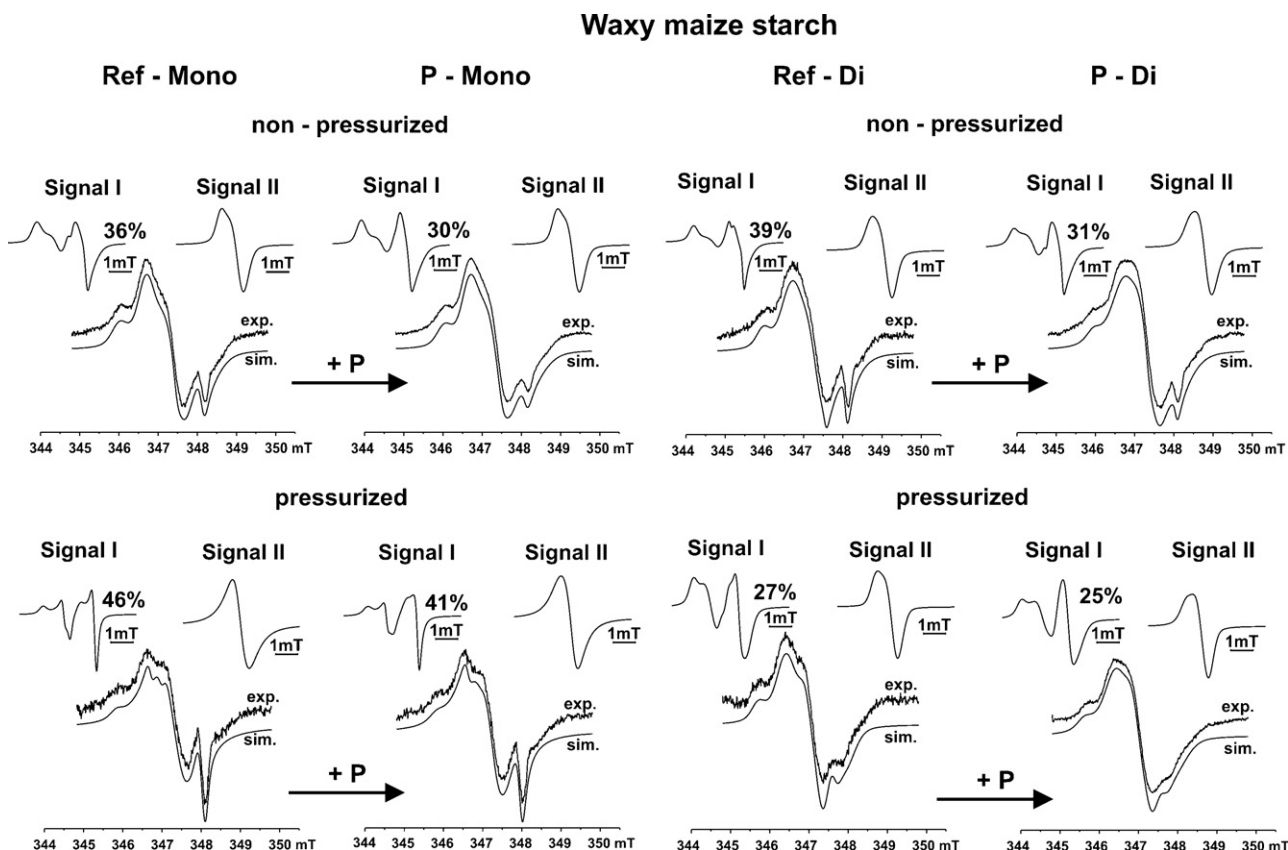 Waxy maize starch
Ref - Mono P - Mono Ref - Di P - Di
non - pressurized non - pressurized
Signal I Signal II Signal I Signal II Signal I Signal II Signal I Signal II
36% 30% 39% 31%
1mT 1mT 1mT 1mT 1mT 1mT 1mT 1mT
exp. exp. exp. exp.
sim. sim. sim. sim.
+ P + P
344 345 346 347 348 349 350 mT 344 345 346 347 348 349 350 mT 344 345 346 347 348 349 350 mT 344 345 346 347 348 349 350 mT
pressurized pressurized
Signal I Signal II Signal I Signal II Signal I Signal II Signal I Signal II
46% 41% 27% 25%
1mT 1mT 1mT 1mT 1mT 1mT 1mT 1mT
exp. exp. exp. exp.
sim. sim. sim. sim.
+ P + P
344 345 346 347 348 349 350 mT 344 345 346 347 348 349 350 mT 344 345 346 347 348 349 350 mT 344 345 346 347 348 349 350 mT